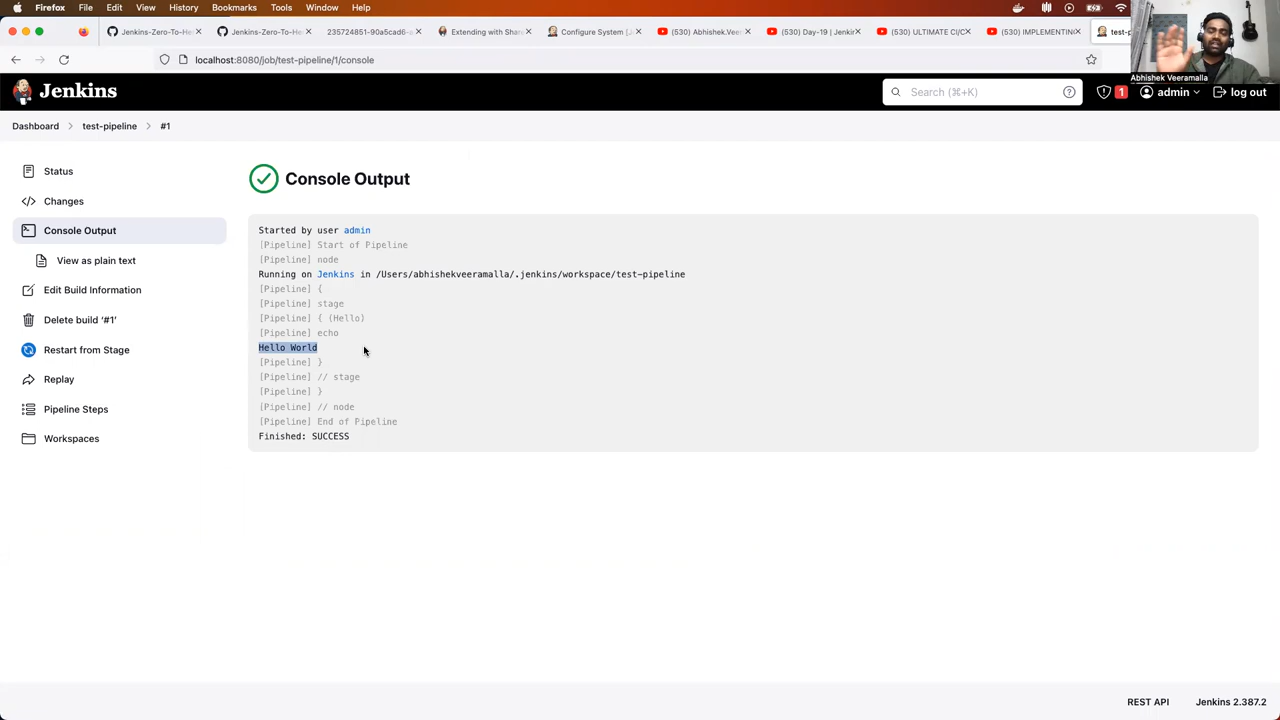 Firefox File Edit View History Bookmarks Tools Window Help
Jenkins-Zero-To-He
Jenkins-Zero-To-He
235724851-90a5cad6-a
Extending with Shar
Configure System [J
(530) Abhishek.Vee
(530) Day-19 | Jenkin
(530) ULTIMATE CI/C
(530) IMPLEMENTIN
test-p
localhost:8080/job/test-pipeline/1/console
Abhishek Veeramalla
Jenkins
Search (⌘+K)
1
admin
log out
Dashboard > test-pipeline > #1
Status
Changes
Console Output
View as plain text
Edit Build Information
Delete build ‘#1’
Restart from Stage
Replay
Pipeline Steps
Workspaces
Console Output
Started by user admin
[Pipeline] Start of Pipeline
[Pipeline] node
Running on Jenkins in /Users/abhishekveeramalla/.jenkins/workspace/test-pipeline
[Pipeline] {
[Pipeline] stage
[Pipeline] { (Hello)
[Pipeline] echo
Hello World
[Pipeline] }
[Pipeline] // stage
[Pipeline] }
[Pipeline] // node
[Pipeline] End of Pipeline
Finished: SUCCESS
REST API
Jenkins 2.387.2